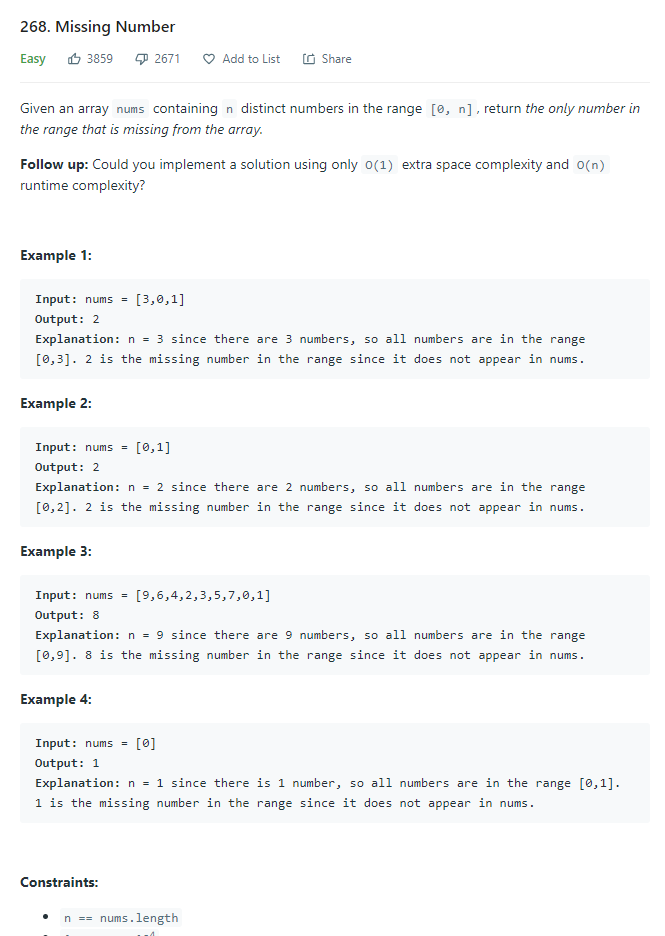 268. Missing Number
Easy 3859 2671 Add to List Share
Given an array nums containing n distinct numbers in the range [0, n], return the only number in
the range that is missing from the array.
Follow up: Could you implement a solution using only O(1) extra space complexity and O(n)
runtime complexity?
Example 1:
Input: nums = [3,0,1]
Output: 2
Explanation: n = 3 since there are 3 numbers, so all numbers are in the range
[0,3]. 2 is the missing number in the range since it does not appear in nums.
Example 2:
Input: nums = [0,1]
Output: 2
Explanation: n = 2 since there are 2 numbers, so all numbers are in the range
[0,2]. 2 is the missing number in the range since it does not appear in nums.
Example 3:
Input: nums = [9,6,4,2,3,5,7,0,1]
Output: 8
Explanation: n = 9 since there are 9 numbers, so all numbers are in the range
[0,9]. 8 is the missing number in the range since it does not appear in nums.
Example 4:
Input: nums = [0]
Output: 1
Explanation: n = 1 since there is 1 number, so all numbers are in the range [0,1].
1 is the missing number in the range since it does not appear in nums.
Constraints:
• n == nums.length